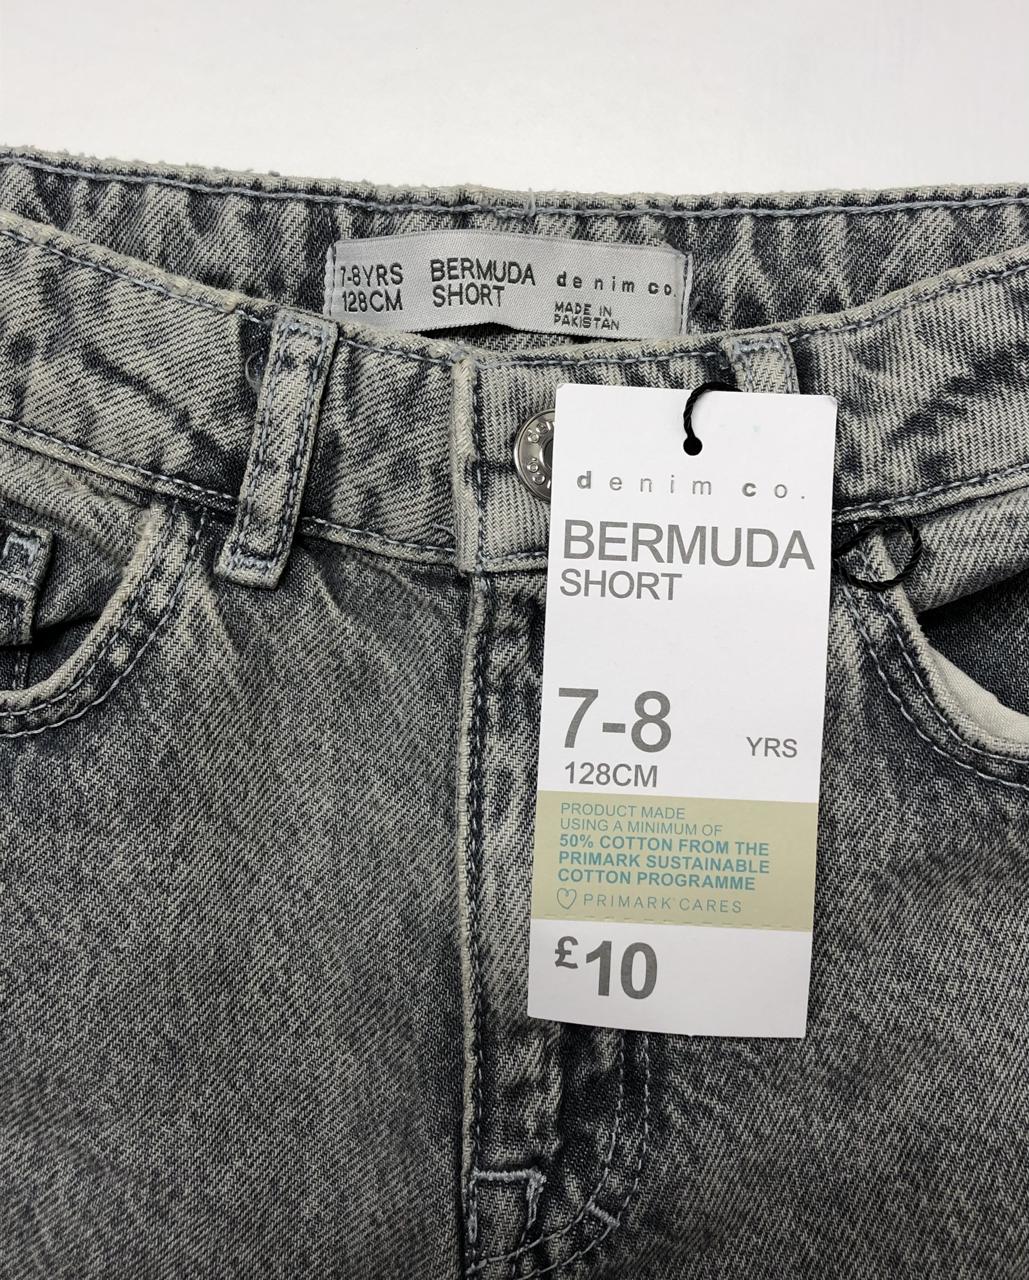 7-8YRS BERMUDA denim co.
128CM SHORT MADE IN
PAKISTAN
denim co.
BERMUDA
SHORT
7-8 YRS
128CM
PRODUCT MADE
USING A MINIMUM OF
50% COTTON FROM THE
PRIMARK SUSTAINABLE
COTTON PROGRAMME
PRIMARK CARES
£10